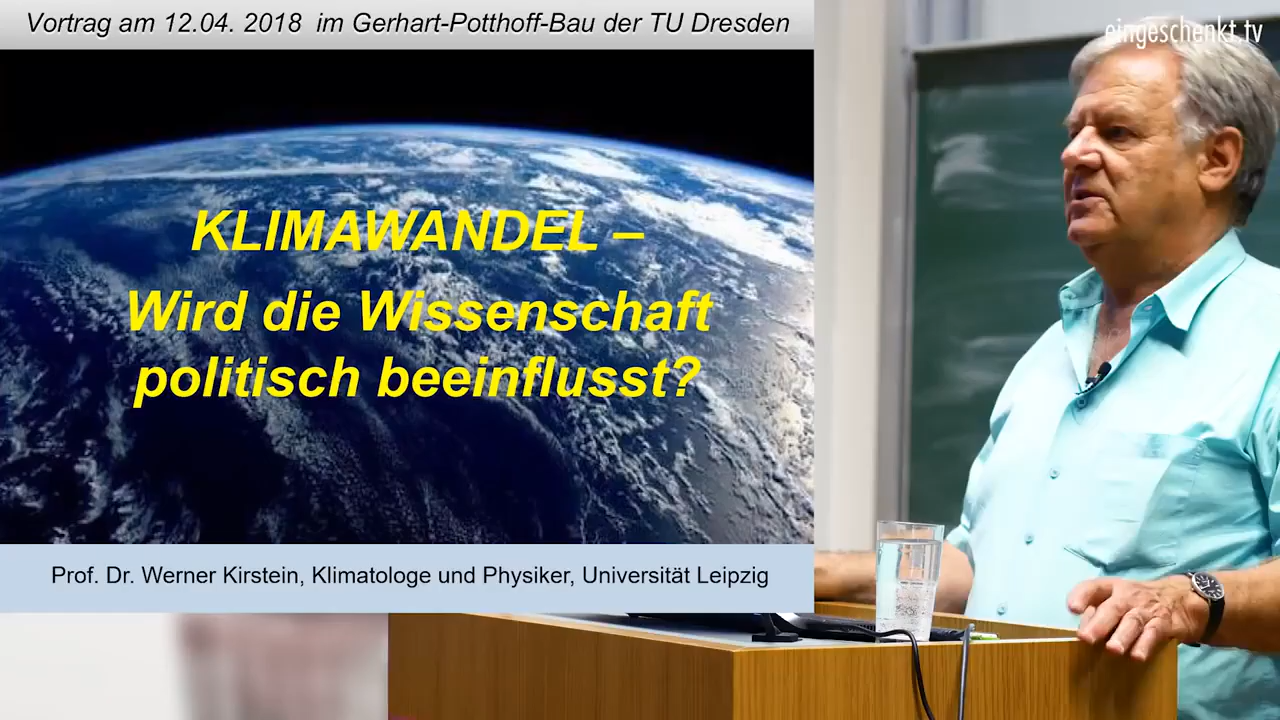 Vortrag am 12.04. 2018 im Gerhart-Potthoff-Bau der TU Dresden
eingeschenkt.tv
KLIMAWANDEL –
Wird die Wissenschaft
politisch beeinflusst?
Prof. Dr. Werner Kirstein, Klimatologe und Physiker, Universität Leipzig